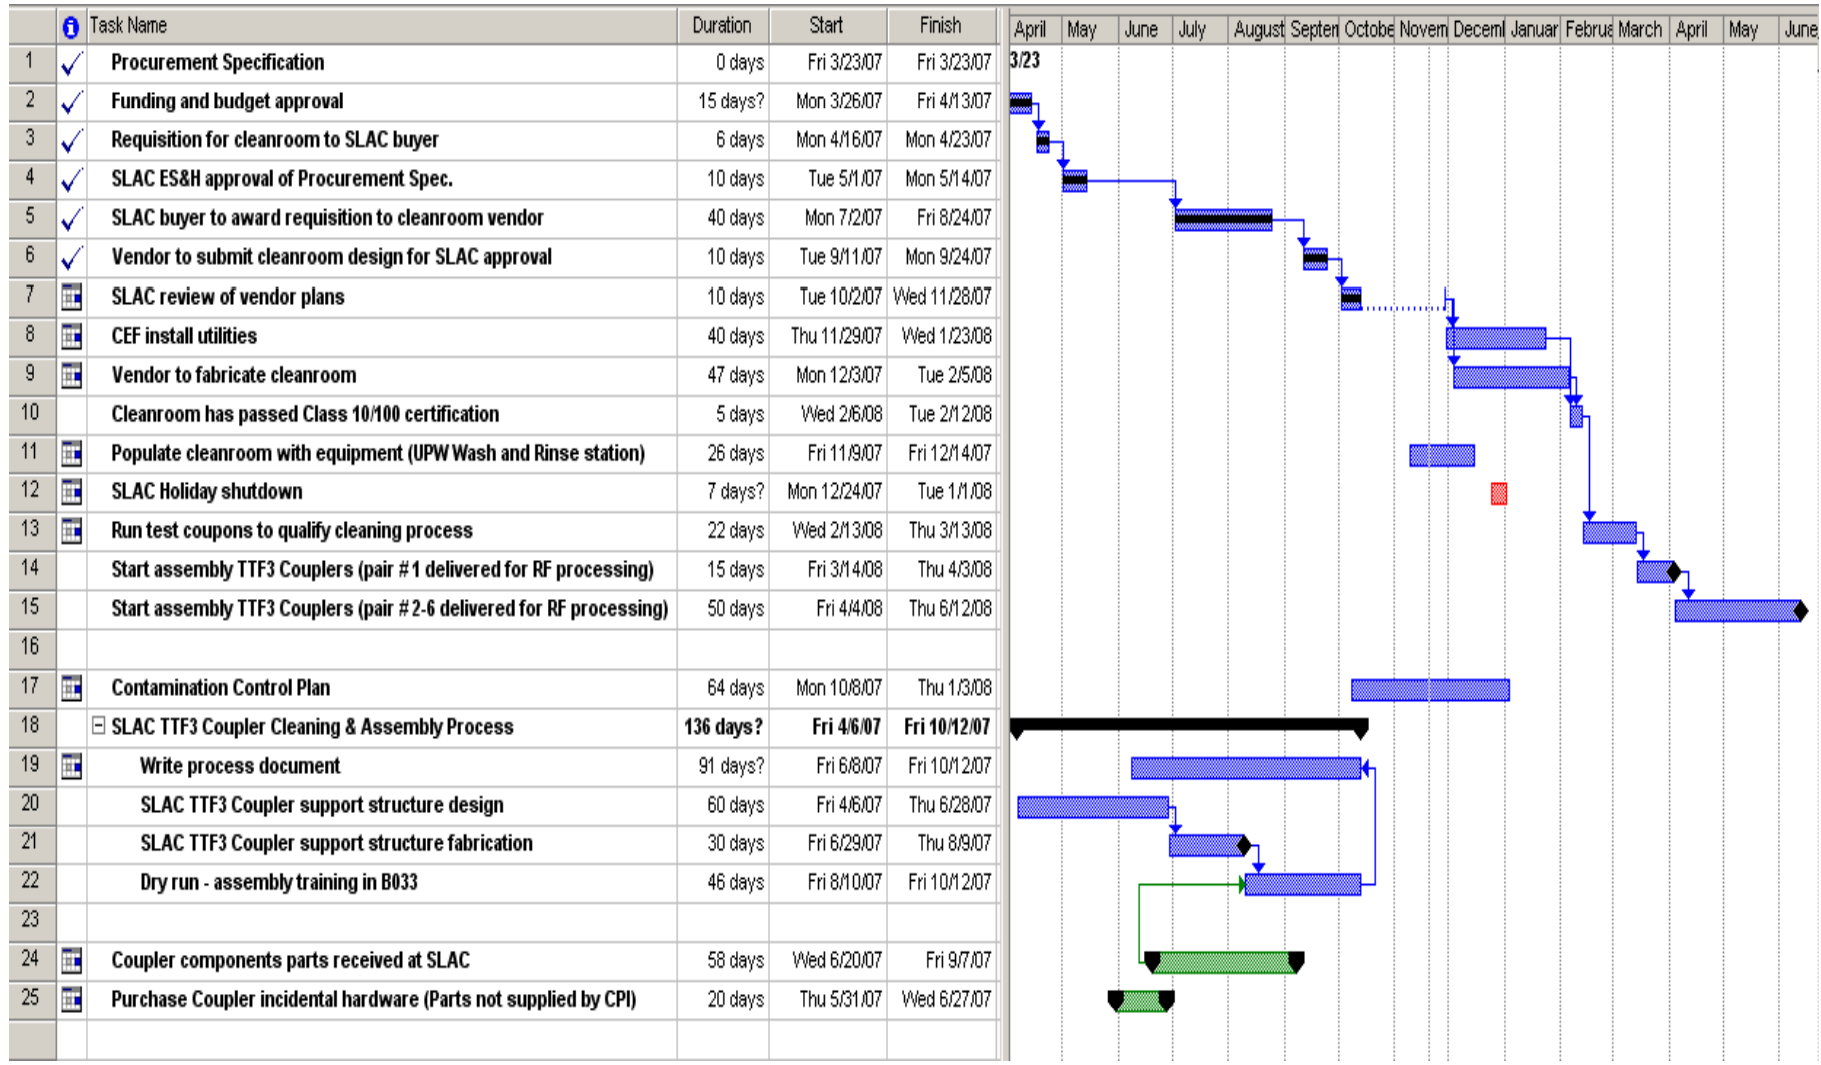 Task Name Duration Start Finish April May June July August Septen Octobe Novem Decem Januar Februa March April May June
1 Procurement Specification 0 days Fri 3/23/07 Fri 3/23/07 3/23
2 Funding and budget approval 15 days? Mon 3/26/07 Fri 4/13/07
3 Requisition for cleanroom to SLAC buyer 6 days Mon 4/16/07 Mon 4/23/07
4 SLAC ES&H approval of Procurement Spec. 10 days Tue 5/1/07 Mon 5/14/07
5 SLAC buyer to award requisition to cleanroom vendor 40 days Mon 7/2/07 Fri 8/24/07
6 Vendor to submit cleanroom design for SLAC approval 10 days Tue 9/11/07 Mon 9/24/07
7 SLAC review of vendor plans 10 days Tue 10/2/07 Wed 11/28/07
8 CEF install utilities 40 days Thu 11/29/07 Wed 1/23/08
9 Vendor to fabricate cleanroom 47 days Mon 12/3/07 Tue 2/5/08
10 Cleanroom has passed Class 10/100 certification 5 days Wed 2/6/08 Tue 2/12/08
11 Populate cleanroom with equipment (UPW Wash and Rinse station) 26 days Fri 11/9/07 Fri 12/14/07
12 SLAC Holiday shutdown 7 days? Mon 12/24/07 Tue 1/1/08
13 Run test coupons to qualify cleaning process 22 days Wed 2/13/08 Thu 3/13/08
14 Start assembly TTF3 Couplers (pair #1 delivered for RF processing) 15 days Fri 3/14/08 Thu 4/3/08
15 Start assembly TTF3 Couplers (pair #2-6 delivered for RF processing) 50 days Fri 4/4/08 Thu 6/12/08
16
17 Contamination Control Plan 64 days Mon 10/8/07 Thu 1/3/08
18 SLAC TTF3 Coupler Cleaning & Assembly Process 136 days? Fri 4/6/07 Fri 10/12/07
19 Write process document 91 days? Fri 6/8/07 Fri 10/12/07
20 SLAC TTF3 Coupler support structure design 60 days Fri 4/6/07 Thu 6/28/07
21 SLAC TTF3 Coupler support structure fabrication 30 days Fri 6/29/07 Thu 8/9/07
22 Dry run - assembly training in B033 46 days Fri 8/10/07 Fri 10/12/07
23
24 Coupler components parts received at SLAC 58 days Wed 6/20/07 Fri 9/7/07
25 Purchase Coupler incidental hardware (Parts not supplied by CPI) 20 days Thu 5/31/07 Wed 6/27/07